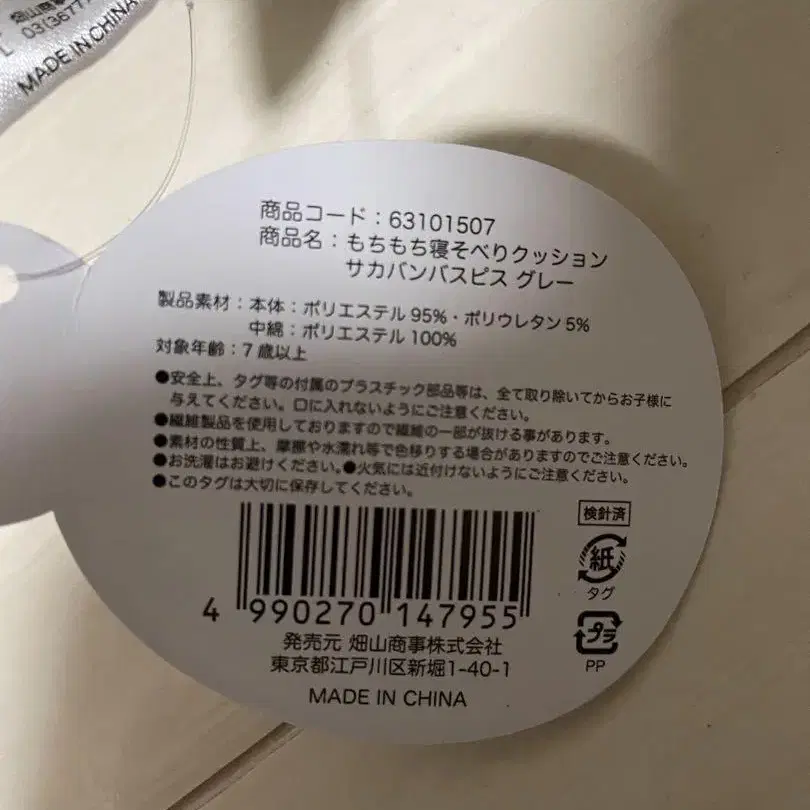 畑山商事
L 03(3677)
MADE IN CHINA
商品コード：63101507
商品名：もちもち寝そべりクッション
サカバンバスピス グレー
製品素材：本体：ポリエステル 95%・ポリウレタン 5%
中綿：ポリエステル 100%
対象年齢：7 歳以上
●安全上、タグ等の付属のプラスチック部品等は、全て取り除いてからお子様に
与えてください。口に入れないようにご注意ください。
●繊維製品を使用しておりますので繊維の一部が抜ける事があります。
●素材の性質上、摩擦や水濡れ等で色移りする場合がありますのでご注意ください。
●お洗濯はお避けください。●火気には近付けないようにご注意ください。
●このタグは大切に保存してください。
検針済
紙
タグ
プラ
PP
4 990270 147955
発売元 畑山商事株式会社
東京都江戸川区新堀1-40-1
MADE IN CHINA